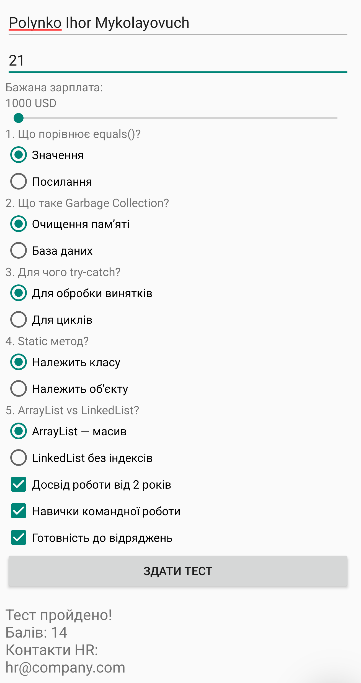 Polynko Ihor Mykolayovuch
21
Бажана зарплата:
1000 USD
1. Що порівнює equals()?
Значення
Посилання
2. Що таке Garbage Collection?
Очищення пам'яті
База даних
3. Для чого try-catch?
Для обробки винятків
Для циклів
4. Static метод?
Належить класу
Належить об'єкту
5. ArrayList vs LinkedList?
ArrayList — масив
LinkedList без індексів
Досвід роботи від 2 років
Навички командної роботи
Готовність до відряджень
ЗДАТИ ТЕСТ
Тест пройдено!
Балів: 14
Контакти HR:
hr@company.com